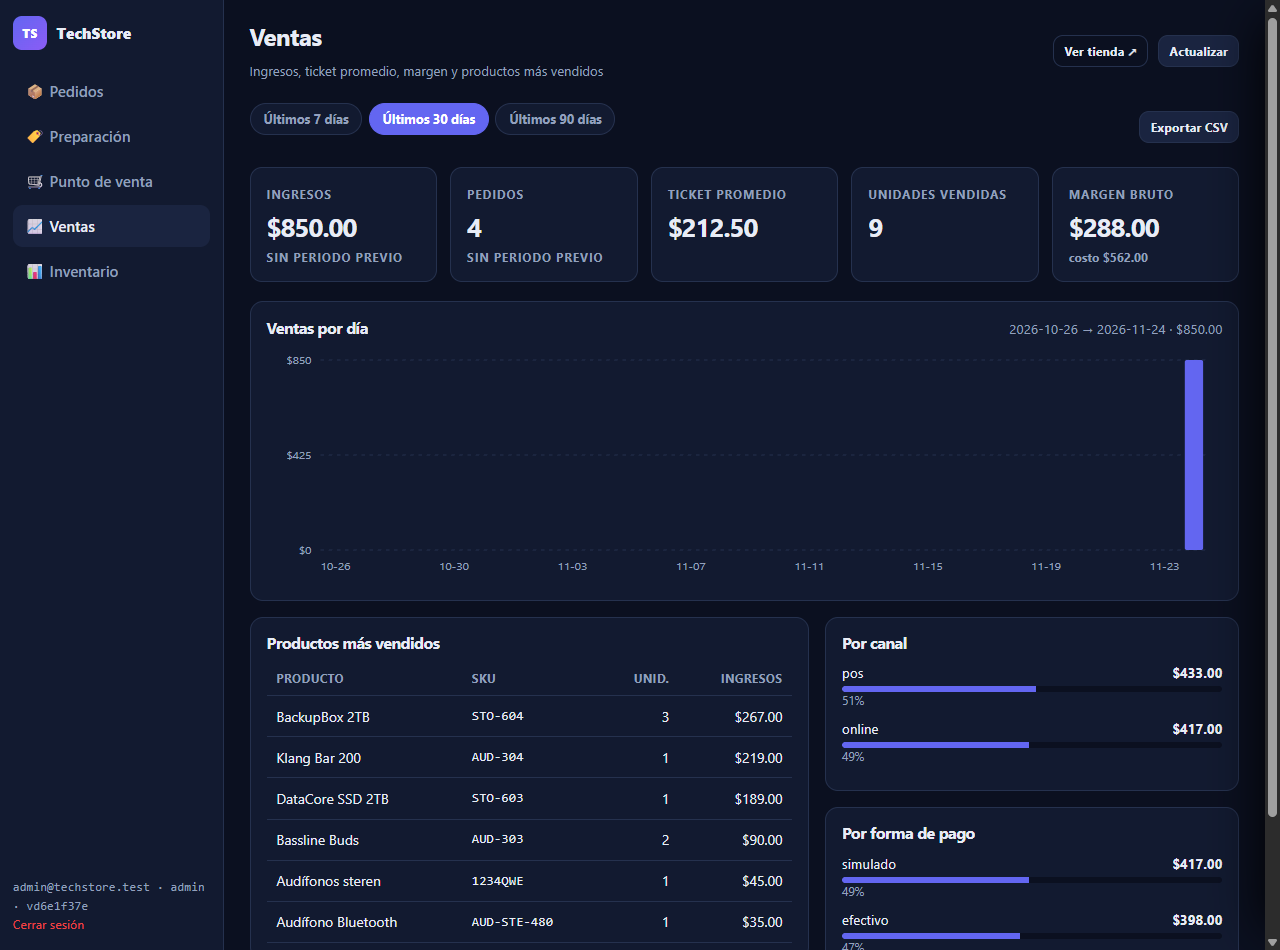 TS TechStore
Pedidos
Preparación
Punto de venta
Ventas
Inventario
admin@techstore.test · admin
· vd6e1f37e
Cerrar sesión
Ventas
Ingresos, ticket promedio, margen y productos más vendidos
Ver tienda ↗ Actualizar
Últimos 7 días Últimos 30 días Últimos 90 días
Exportar CSV
INGRESOS
$850.00
SIN PERIODO PREVIO
PEDIDOS
4
SIN PERIODO PREVIO
TICKET PROMEDIO
$212.50
UNIDADES VENDIDAS
9
MARGEN BRUTO
$288.00
costo $562.00
Ventas por día 2026-10-26 → 2026-11-24 · $850.00
$850
$425
$0
10-26 10-30 11-03 11-07 11-11 11-15 11-19 11-23
Productos más vendidos
PRODUCTO SKU UNID. INGRESOS
BackupBox 2TB STO-604 3 $267.00
Klang Bar 200 AUD-304 1 $219.00
DataCore SSD 2TB STO-603 1 $189.00
Bassline Buds AUD-303 2 $90.00
Audífonos steren 1234QWE 1 $45.00
Audífono Bluetooth AUD-STE-480 1 $35.00
Por canal
pos $433.00
51%
online $417.00
49%
Por forma de pago
simulado $417.00
49%
efectivo $398.00
47%